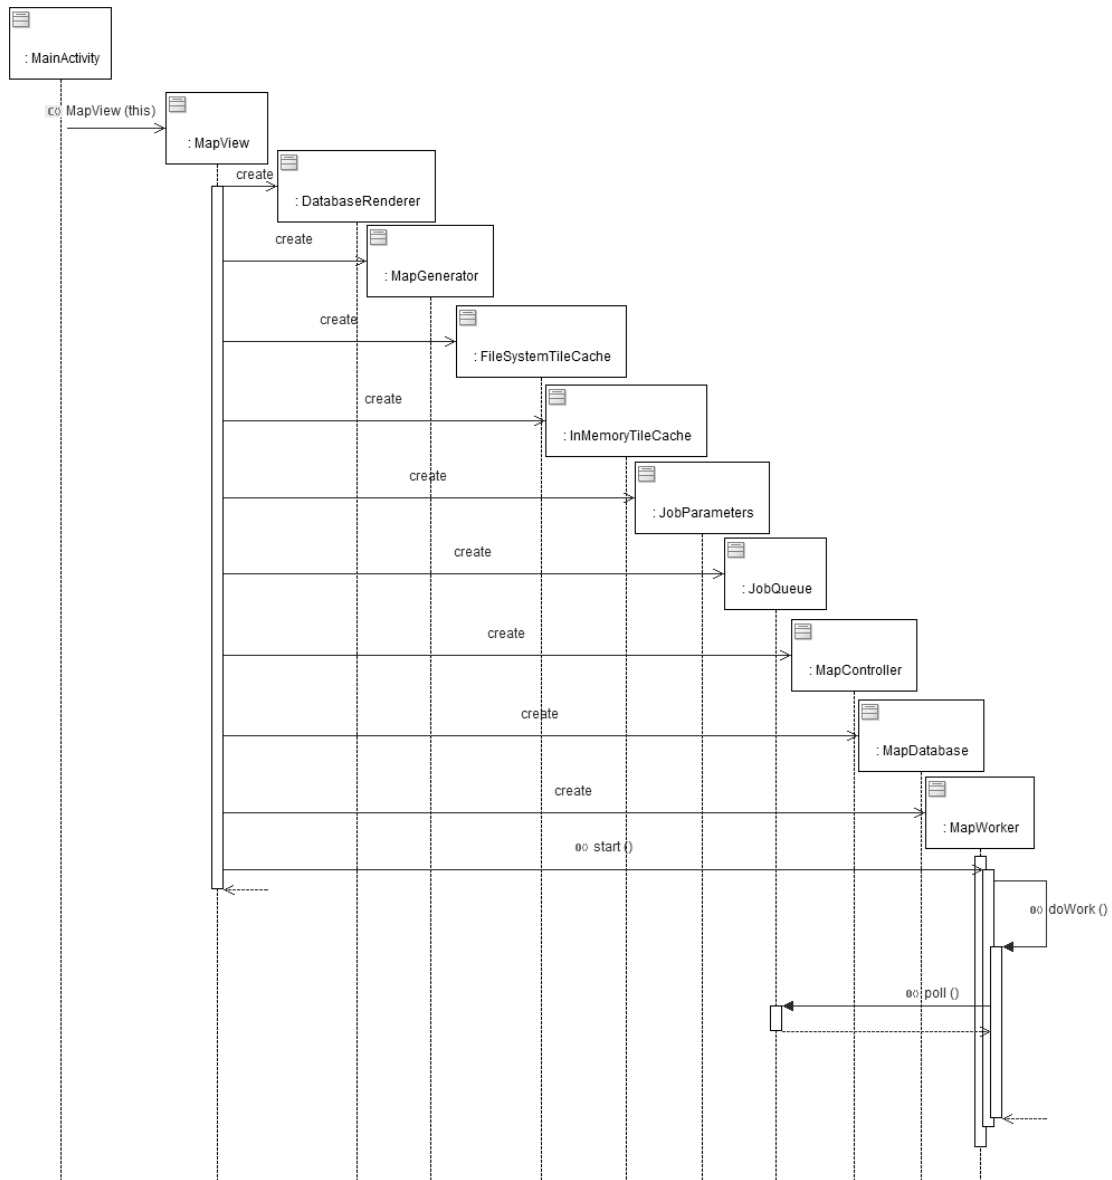 : MainActivity
MapView (this)
: MapView
create
: DatabaseRenderer
create
: MapGenerator
create
: FileSystemTileCache
create
: InMemoryTileCache
create
: JobParameters
create
: JobQueue
create
: MapController
create
: MapDatabase
create
: MapWorker
start ()
doWork ()
poll ()